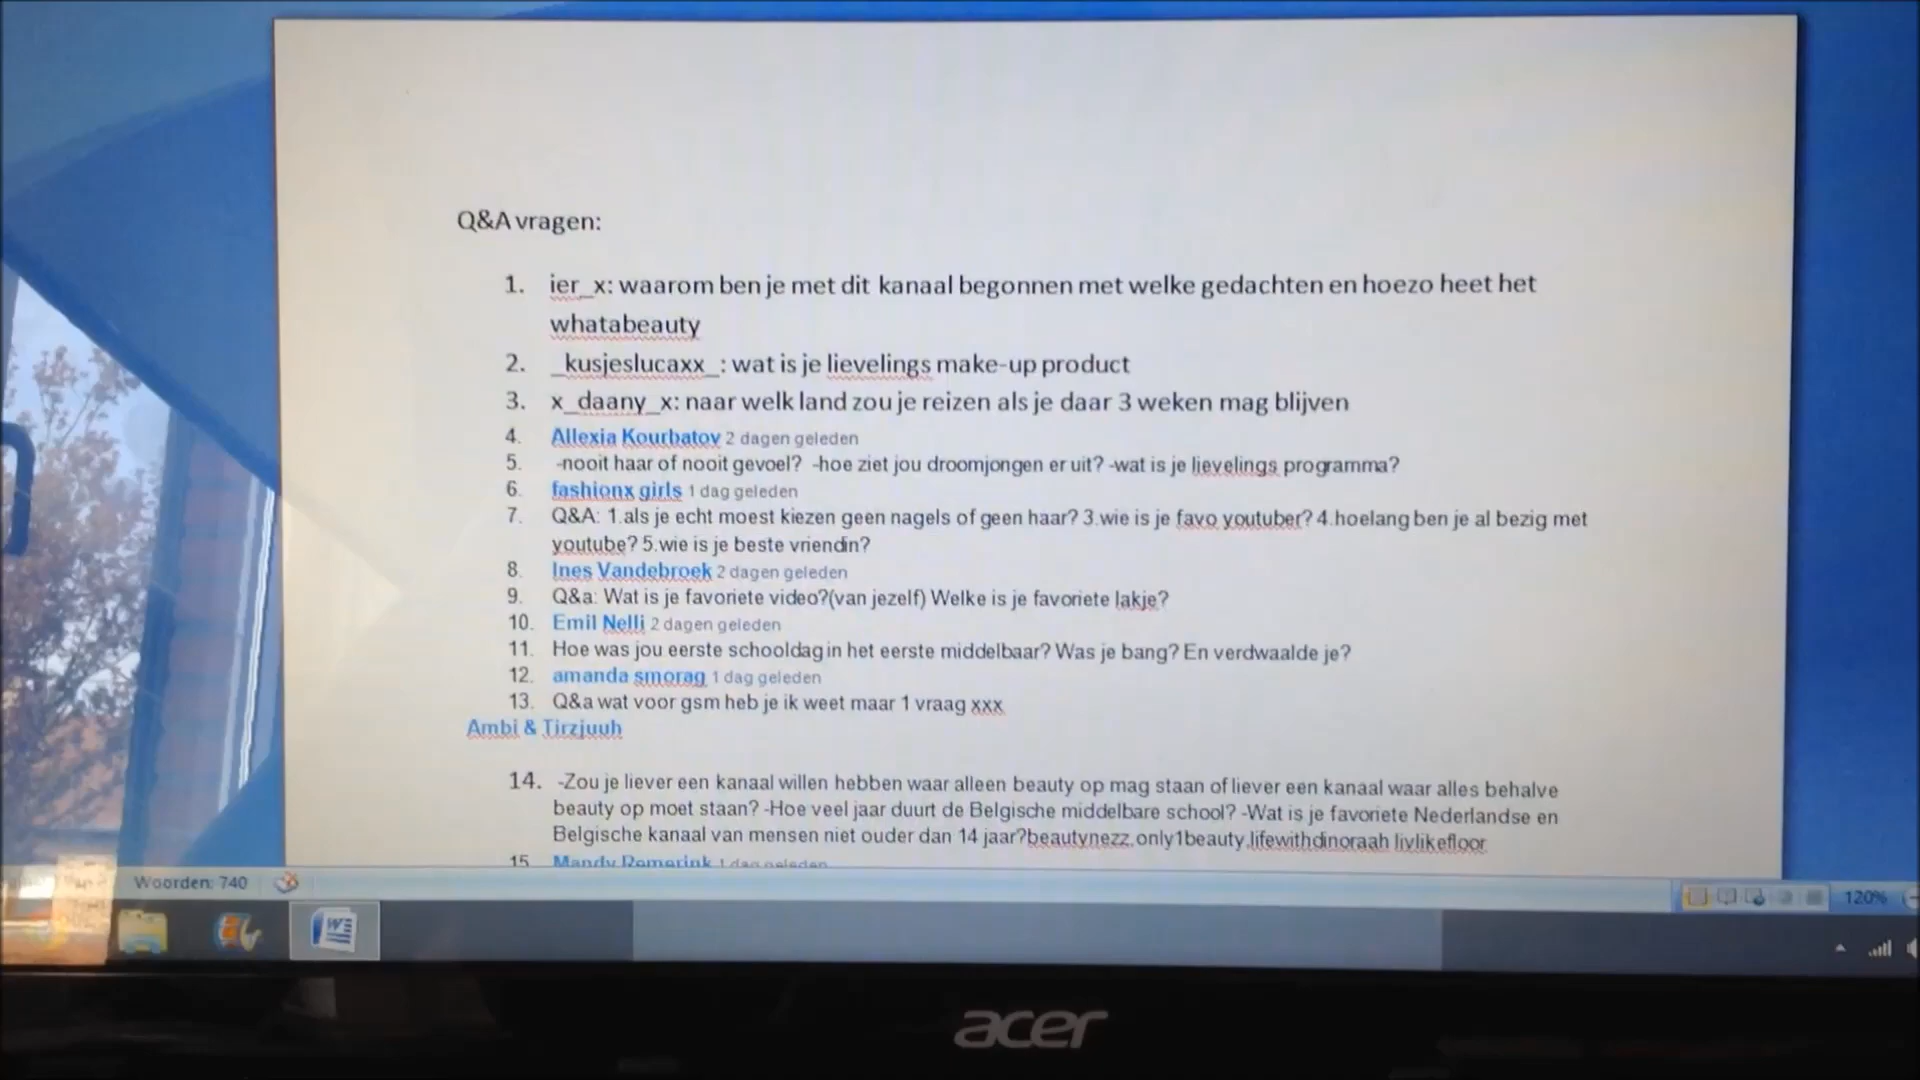 Q&A vragen:
1. ier_x: waarom ben je met dit kanaal begonnen met welke gedachten en hoezo heet het
whatabeauty
2. _kusjeslucaxx_: wat is je lievelings make-up product
3. x_daany_x: naar welk land zou je reizen als je daar 3 weken mag blijven
4. Allexia Kourbatov 2 dagen geleden
5. -nooit haar of nooit gevoel? -hoe ziet jou droomjongen er uit? -wat is je lievelings programma?
6. fashionx girls 1 dag geleden
7. Q&A: 1.als je echt moest kiezen geen nagels of geen haar? 3.wie is je favo youtuber? 4.hoelang ben je al bezig met
youtube? 5.wie is je beste vriendin?
8. Ines Vandebroek 2 dagen geleden
9. Q&a: Wat is je favoriete video?(van jezelf) Welke is je favoriete lakje?
10. Emil Nelli 2 dagen geleden
11. Hoe was jou eerste schooldag in het eerste middelbaar? Was je bang? En verdwaalde je?
12. amanda smorag 1 dag geleden
13. Q&a wat voor gsm heb je ik weet maar 1 vraag xxx
Ambi & Tirzjuuh
14. -Zou je liever een kanaal willen hebben waar alleen beauty op mag staan of liever een kanaal waar alles behalve
beauty op moet staan? -Hoe veel jaar duurt de Belgische middelbare school? -Wat is je favoriete Nederlandse en
Belgische kanaal van mensen niet ouder dan 14 jaar?beautynezz,only1beauty,lifewithdinoraah livlikefloor
15. Mandy Romerink 1 dag geleden
Woorden: 740
120%
acer